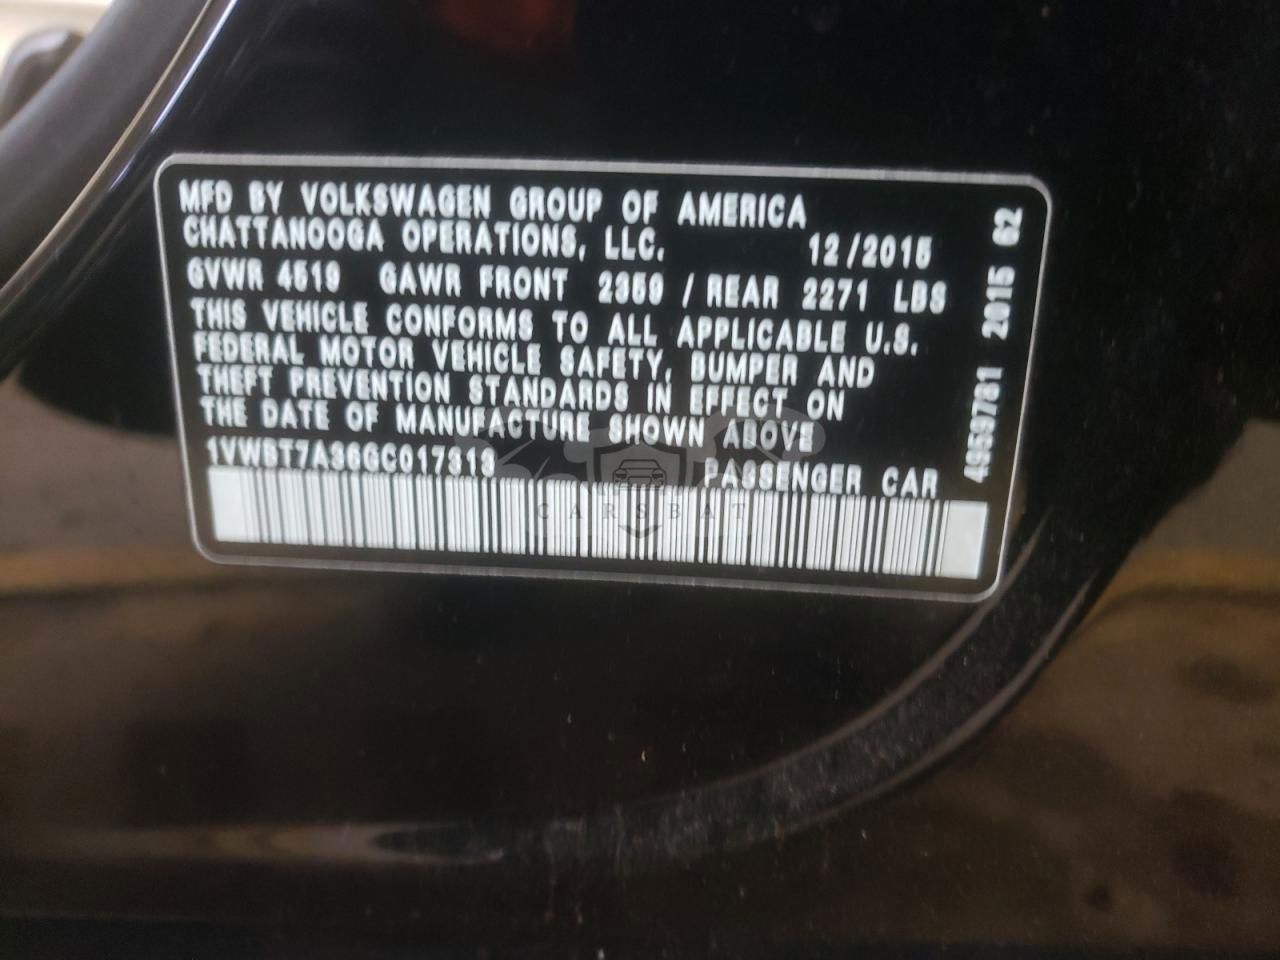 MFD BY VOLKSWAGEN GROUP OF AMERICA
CHATTANOOGA OPERATIONS, LLC. 12/2015
GVWR 4519 GAWR FRONT 2359 / REAR 2271 LBS
THIS VEHICLE CONFORMS TO ALL APPLICABLE U.S.
FEDERAL MOTOR VEHICLE SAFETY, BUMPER AND
THEFT PREVENTION STANDARDS IN EFFECT ON
THE DATE OF MANUFACTURE SHOWN ABOVE
1VWBT7A36GC017313 PASSENGER CAR
4959781 2015 62
CARSBAT